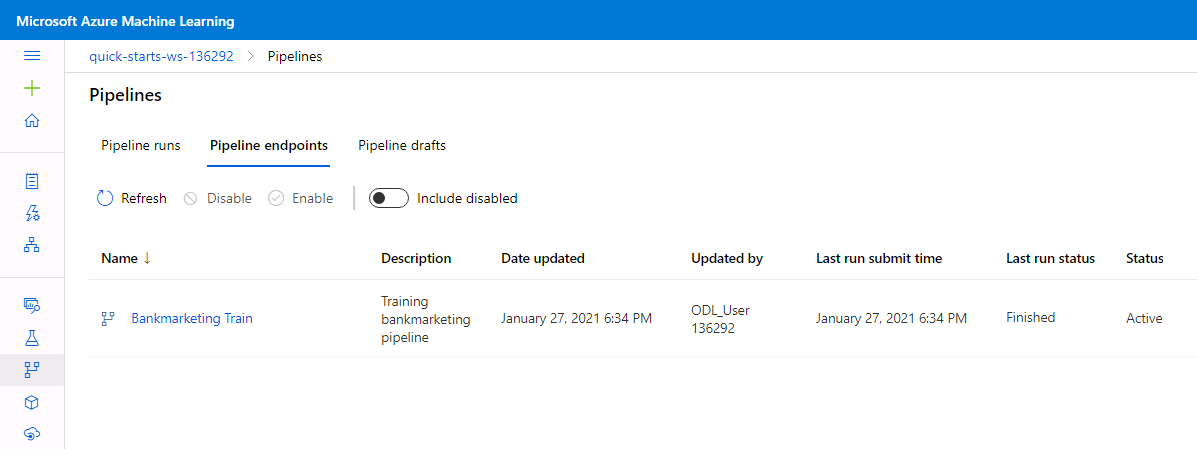 Microsoft Azure Machine Learning
quick-starts-ws-136292 > Pipelines
Pipelines
Pipeline runs Pipeline endpoints Pipeline drafts
Refresh Disable Enable Include disabled
Name ↓ Description Date updated Updated by Last run submit time Last run status Status
Bankmarketing Train Training bankmarketing pipeline January 27, 2021 6:34 PM ODL_User 136292 January 27, 2021 6:34 PM Finished Active